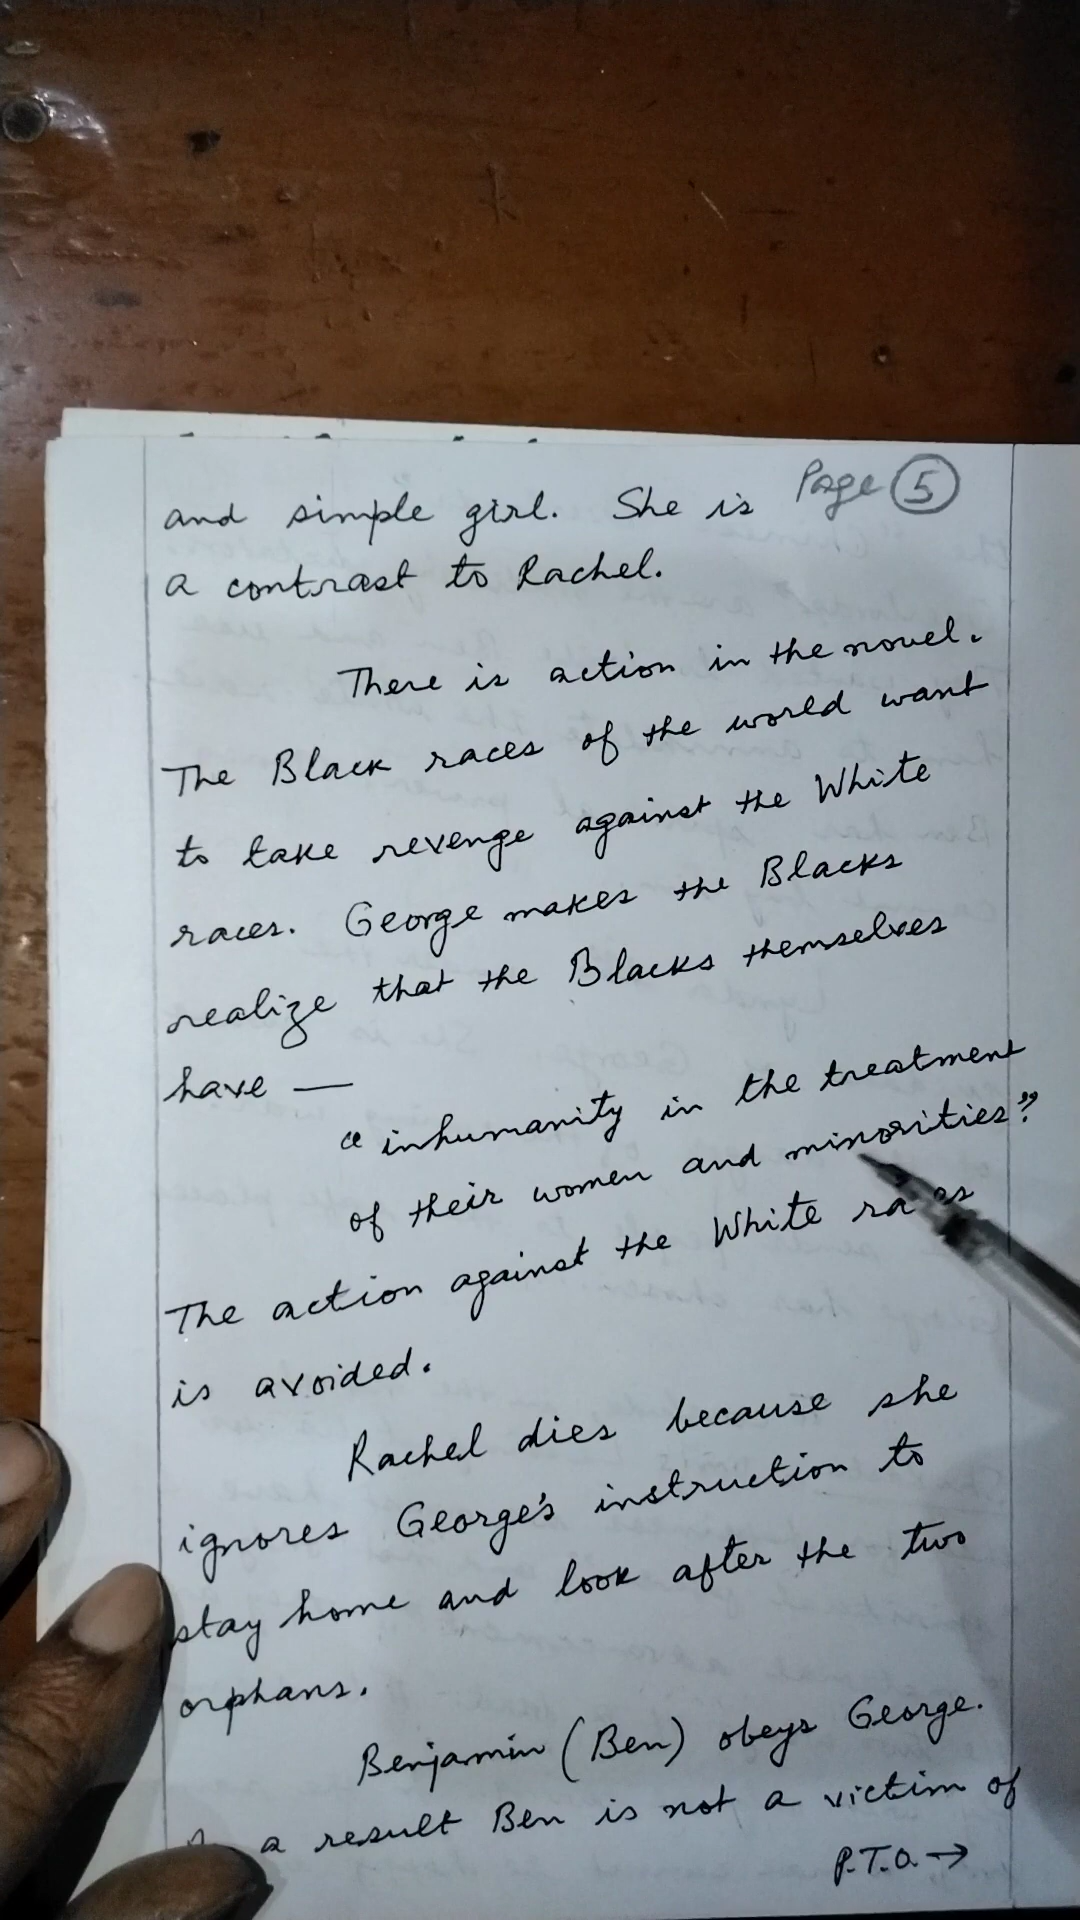 Page 5
and simple girl. She is
a contrast to Rachel.
There is action in the novel.
The Black races of the world want
to take revenge against the White
races. George makes the Blacks
realize that the Blacks themselves
have —
"inhumanity in the treatment
of their women and minorities"
The action against the White races
is avoided.
Rachel dies because she
ignores George's instruction to
stay home and look after the two
orphans.
Benjamin (Ben) obeys George.
a result Ben is not a victim of
P.T.O. →